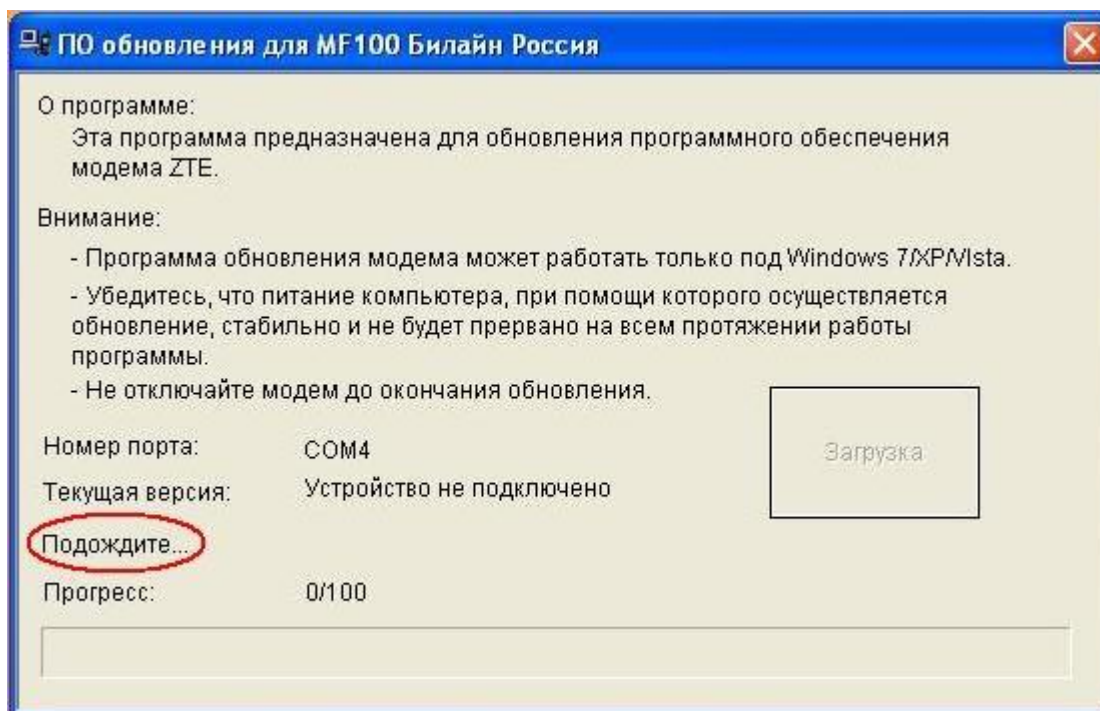 ПО обновления для MF100 Билайн Россия
О программе:
Эта программа предназначена для обновления программного обеспечения
модема ZTE.
Внимание:
- Программа обновления модема может работать только под Windows 7/XP/VIsta.
- Убедитесь, что питание компьютера, при помощи которого осуществляется
обновление, стабильно и не будет прервано на всем протяжении работы
программы.
- Не отключайте модем до окончания обновления.
Номер порта: COM4
Загрузка
Текущая версия: Устройство не подключено
Подождите...
Прогресс: 0/100